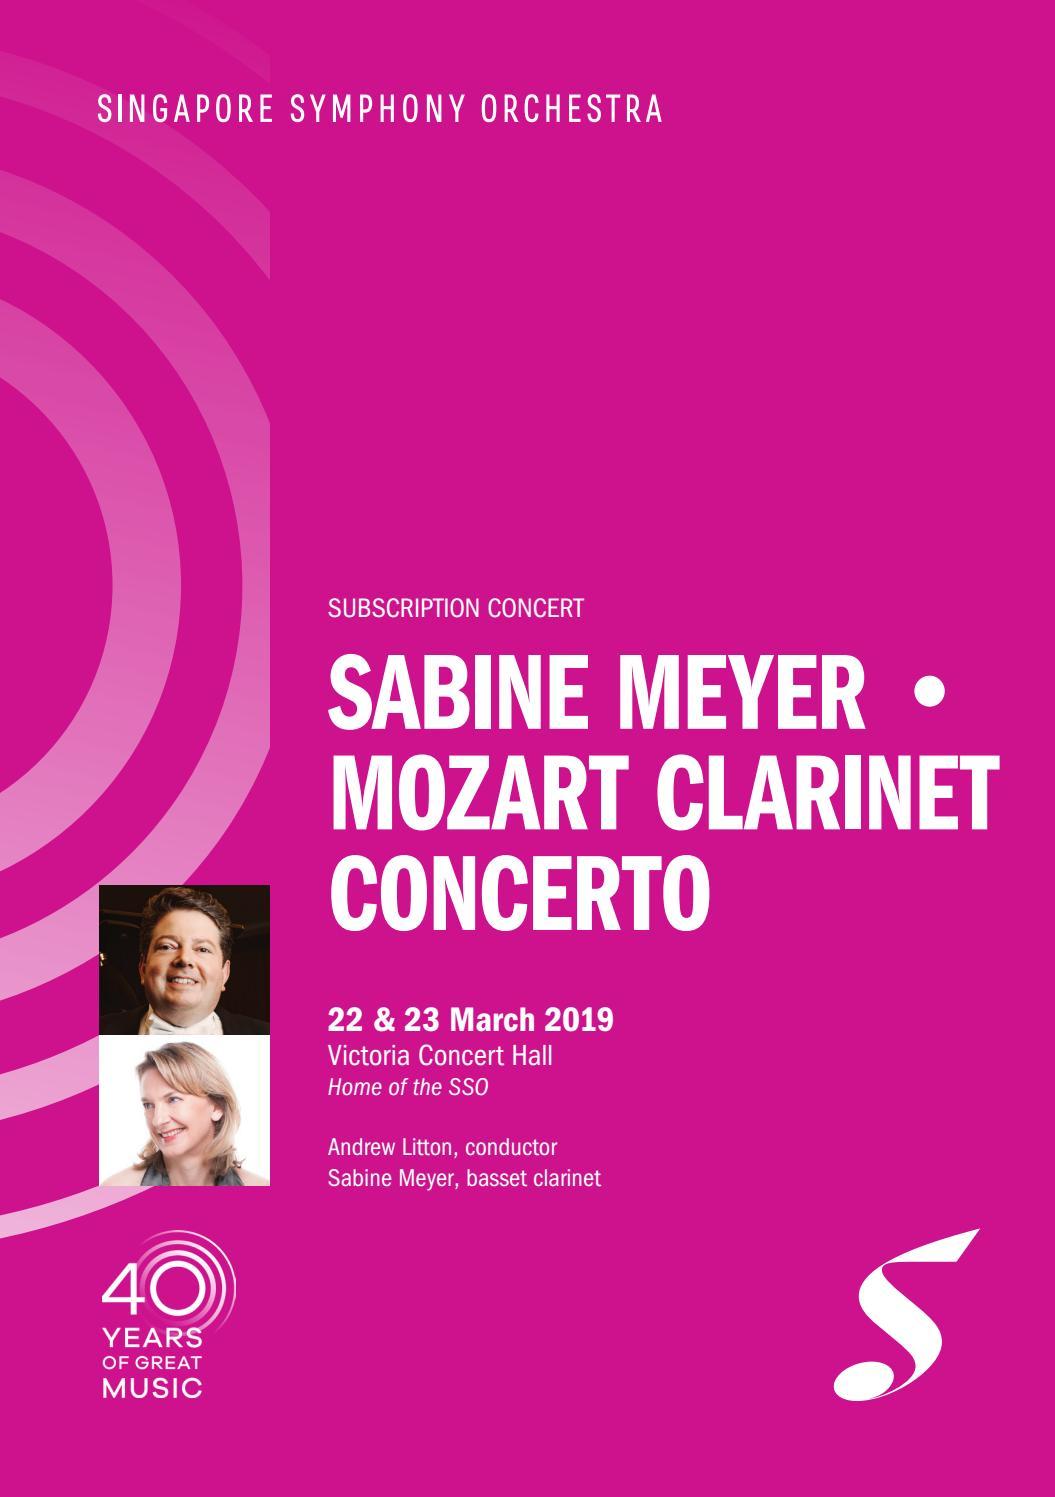 SINGAPORE SYMPHONY ORCHESTRA
SUBSCRIPTION CONCERT
SABINE MEYER •
MOZART CLARINET
CONCERTO
22 & 23 March 2019
Victoria Concert Hall
Home of the SSO
Andrew Litton, conductor
Sabine Meyer, basset clarinet
40
YEARS
OF GREAT
MUSIC